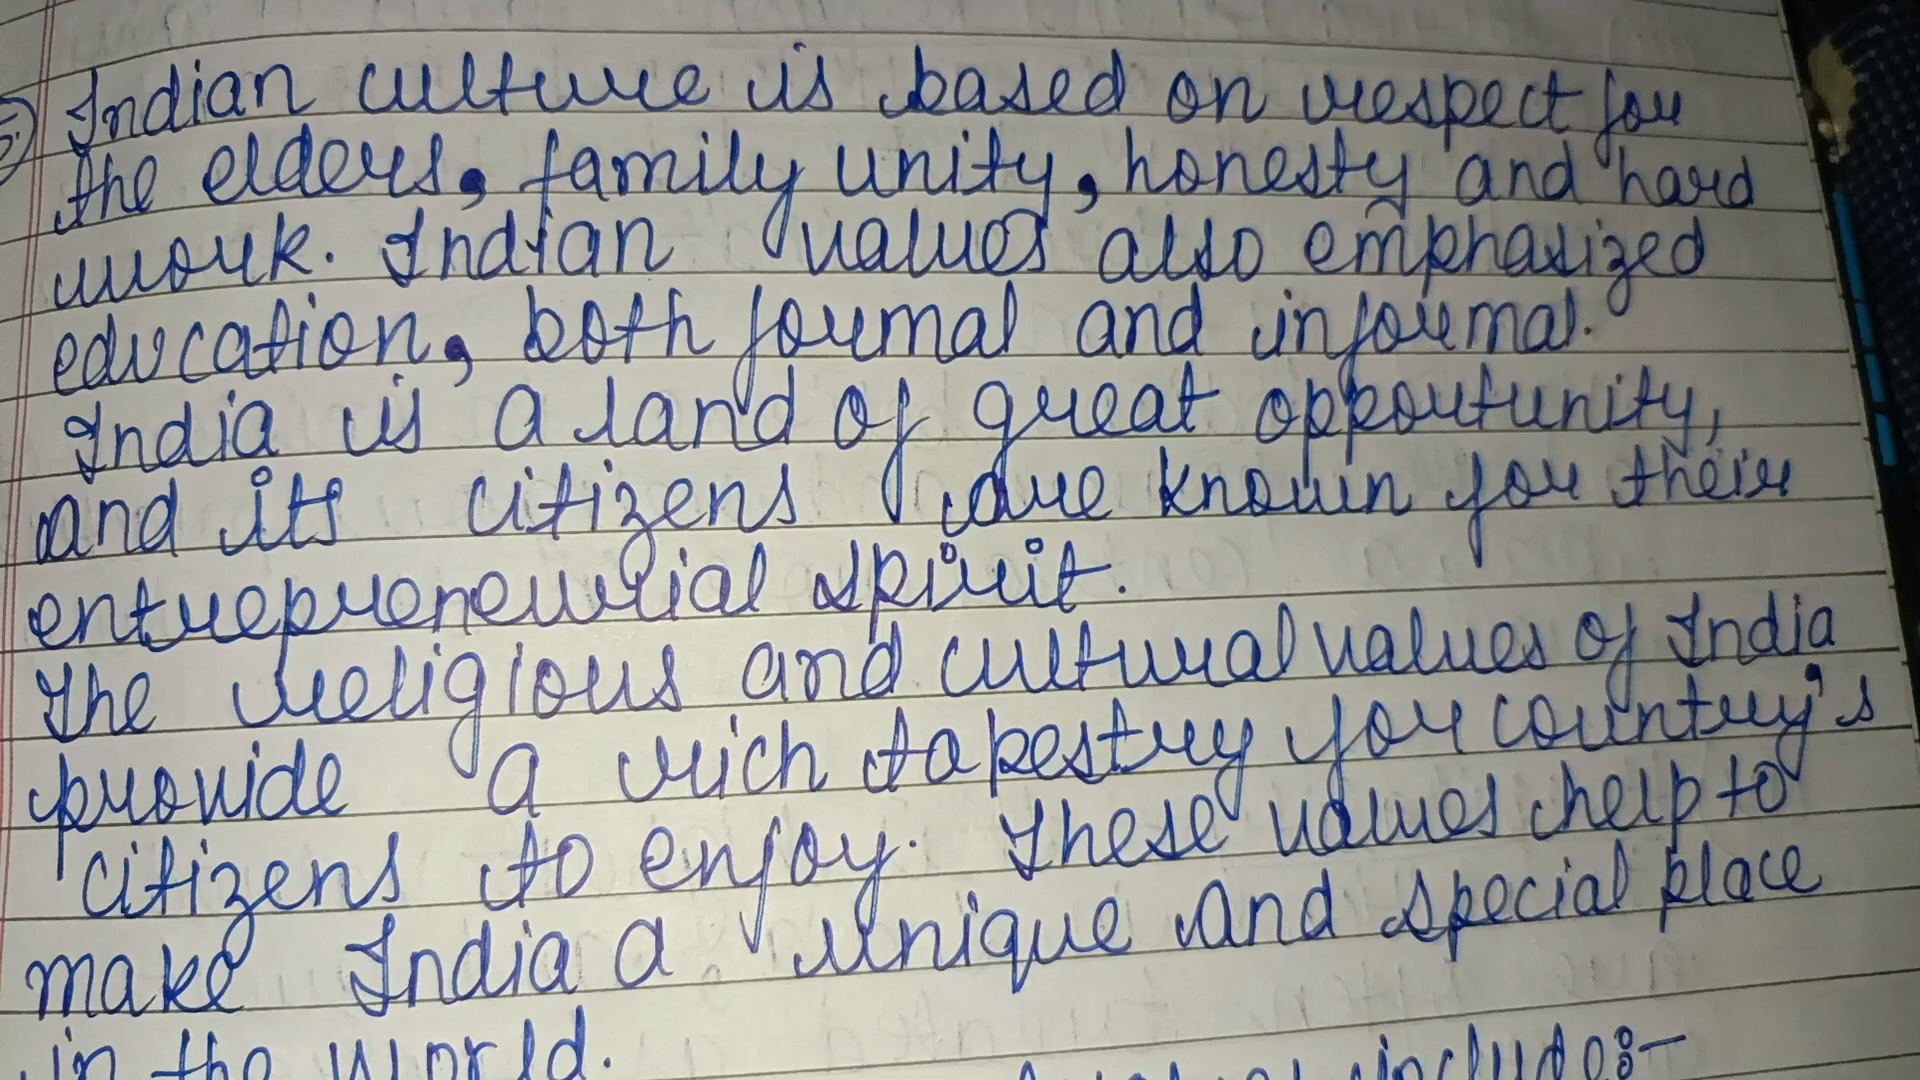 5) Indian culture is based on respect for
the elders, family unity, honesty and hard
work. Indian values also emphasized
education, both formal and informal.
India is a land of great opportunity,
and its citizens are known for their
entrepreneurial spirit.
The religious and cultural values of India
provide a rich tapestry for country's
citizens to enjoy. These values help to
make India a unique and special place
in the world.
include:-